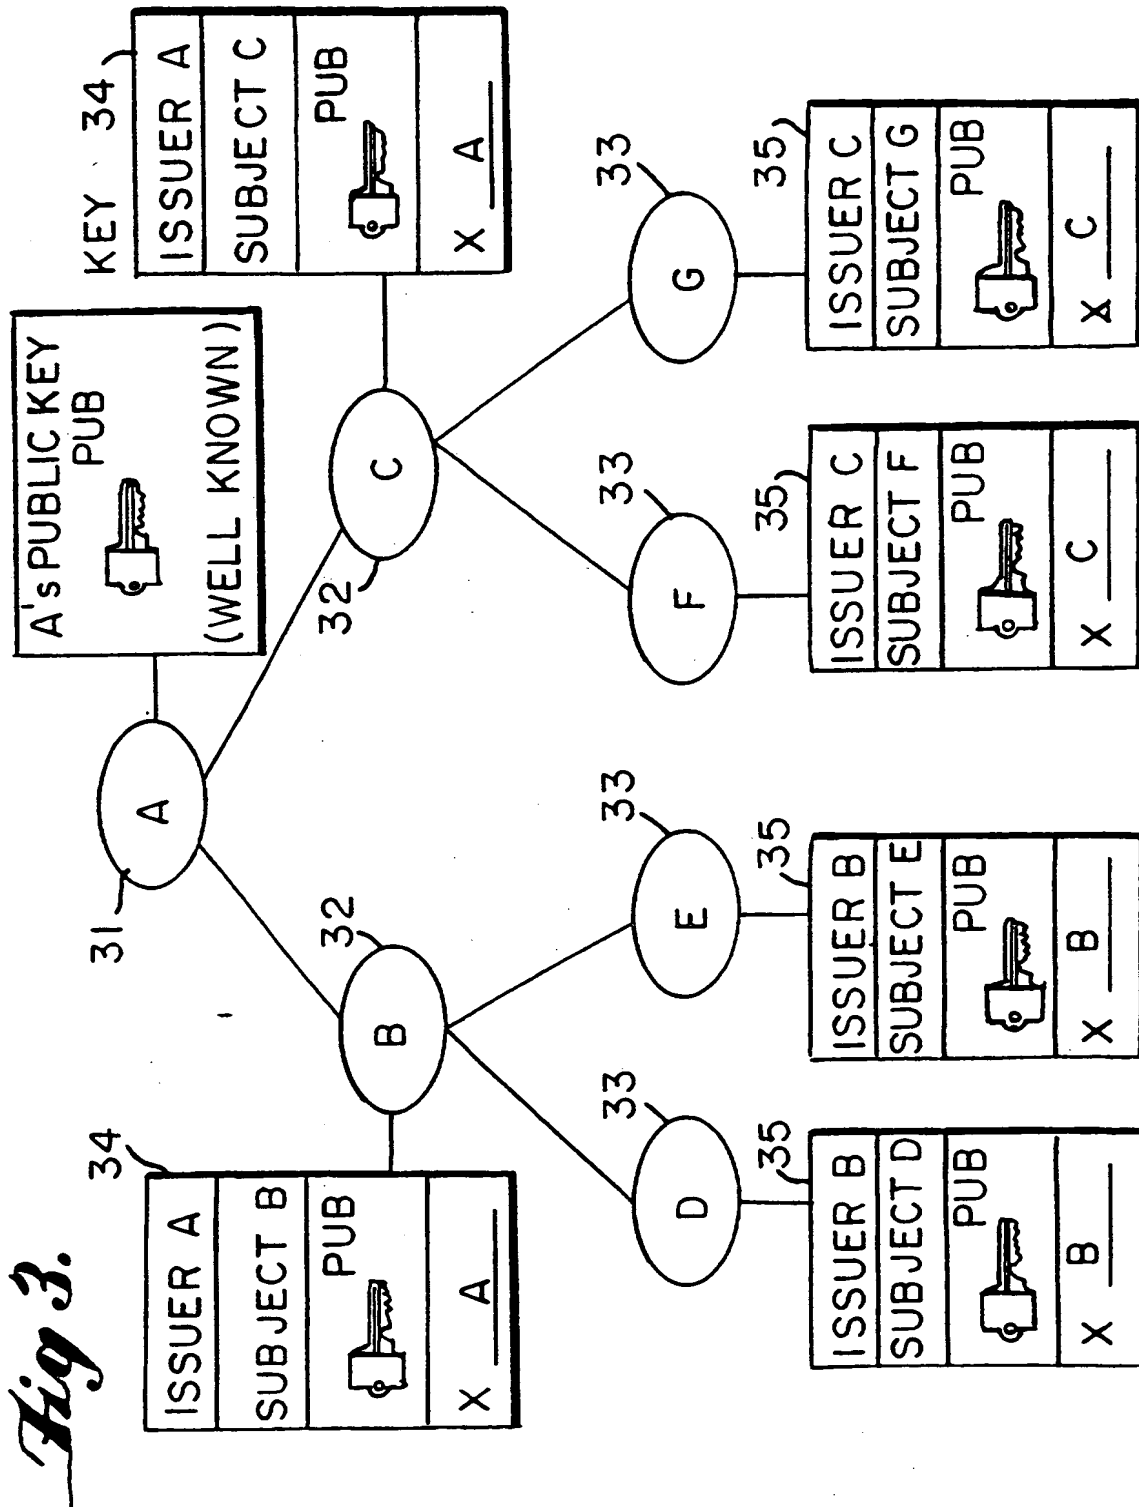 Fig 3.
A's PUBLIC KEY
PUB
(WELL KNOWN)
31
A
34
ISSUER A
SUBJECT B
PUB
X A
32
B
32
C
KEY 34
ISSUER A
SUBJECT C
PUB
X A
33
D
33
E
33
F
33
G
35
ISSUER B
SUBJECT D
PUB
X B
35
ISSUER B
SUBJECT E
PUB
X B
35
ISSUER C
SUBJECT F
PUB
X C
35
ISSUER C
SUBJECT G
PUB
X C